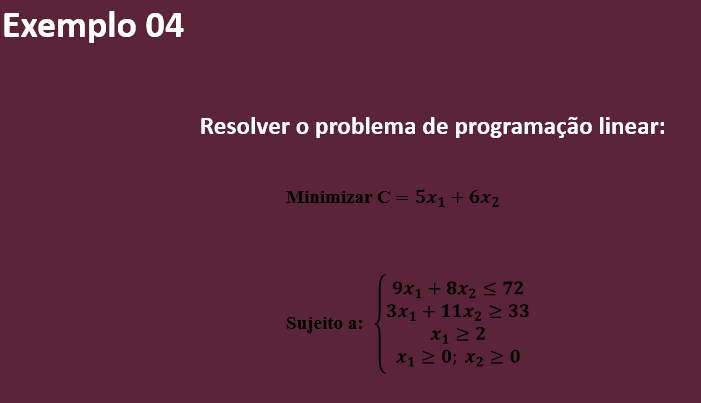 Exemplo 04
Resolver o problema de programação linear:
Minimizar C = 5x₁ + 6x₂
9x₁ + 8x₂ ≤ 72
3x₁ + 11x₂ ≥ 33
Sujeito a:
x₁ ≥ 2
x₁ ≥ 0; x₂ ≥ 0